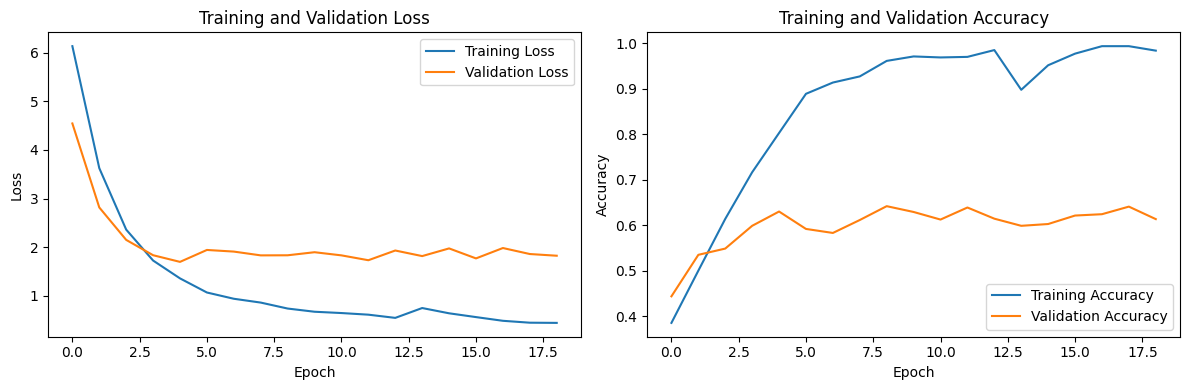 Training and Validation Loss
Training Loss
Validation Loss
6
5
4
3
2
1
Loss
0.0 2.5 5.0 7.5 10.0 12.5 15.0 17.5
Epoch
Training and Validation Accuracy
1.0
0.9
0.8
0.7
0.6
0.5
0.4
Accuracy
Training Accuracy
Validation Accuracy
0.0 2.5 5.0 7.5 10.0 12.5 15.0 17.5
Epoch